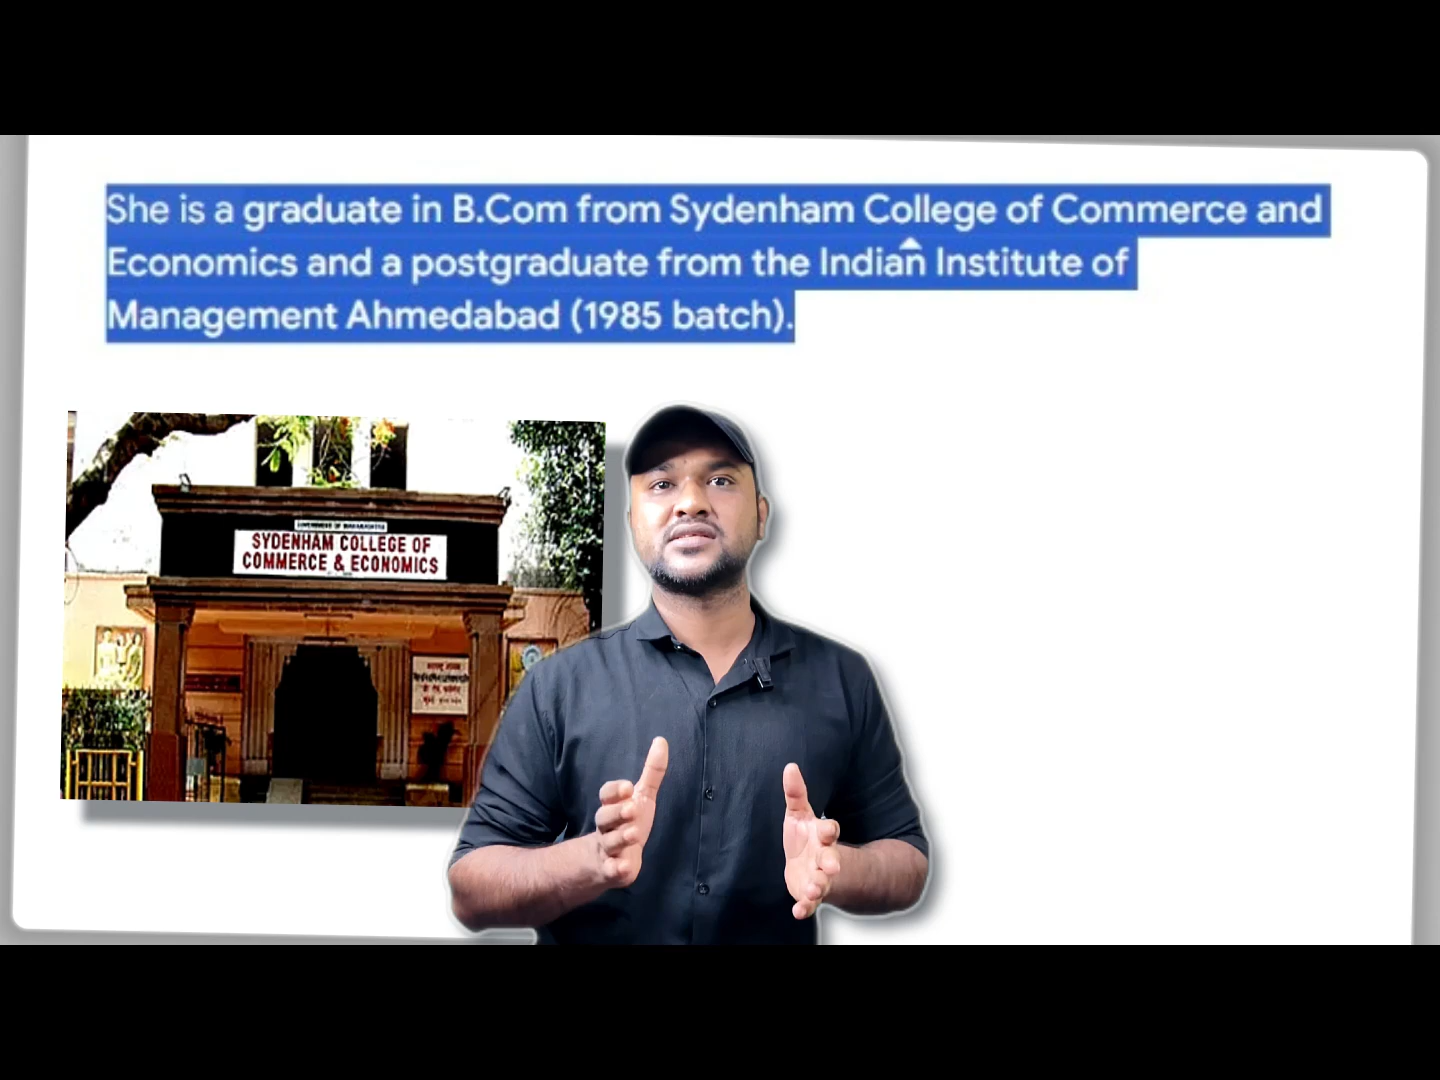 She is a graduate in B.Com from Sydenham College of Commerce and
Economics and a postgraduate from the Indian Institute of
Management Ahmedabad (1985 batch).
SYDENHAM COLLEGE OF
COMMERCE & ECONOMICS